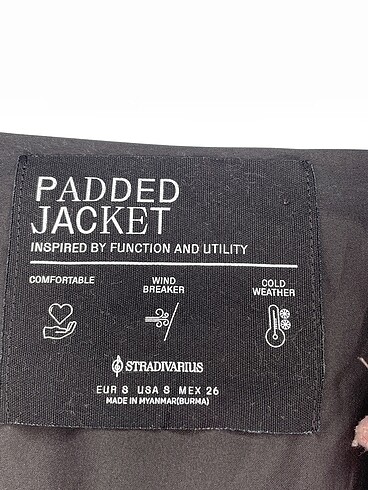 PADDED
JACKET
INSPIRED BY FUNCTION AND UTILITY
COMFORTABLE
WIND
BREAKER
COLD
WEATHER
STRADIVARIUS
EUR S USA S MEX 26
MADE IN MYANMAR(BURMA)